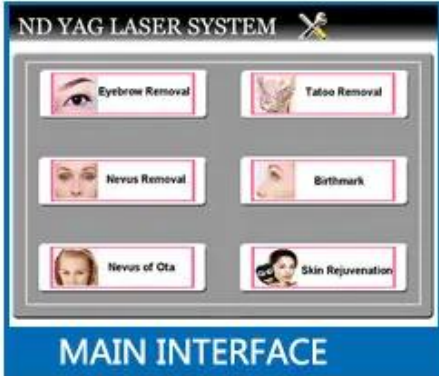 ND YAG LASER SYSTEM
Eyebrow Removal
Tatoo Removal
Nevus Removal
Birthmark
Nevus of Ota
Skin Rejuvenation
MAIN INTERFACE